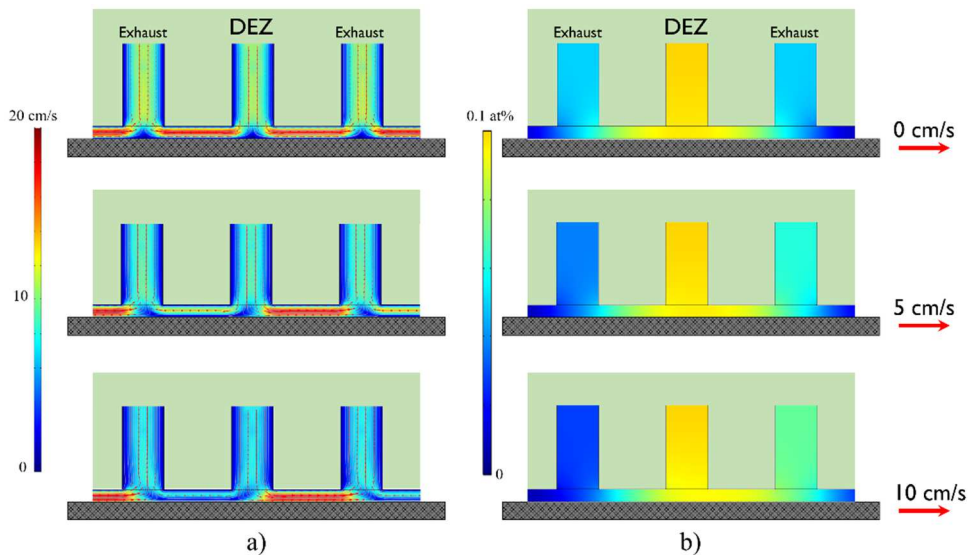 Exhaust DEZ Exhaust
Exhaust DEZ Exhaust
20 cm/s
10
0
0.1 at%
0
0 cm/s
5 cm/s
10 cm/s
a)
b)